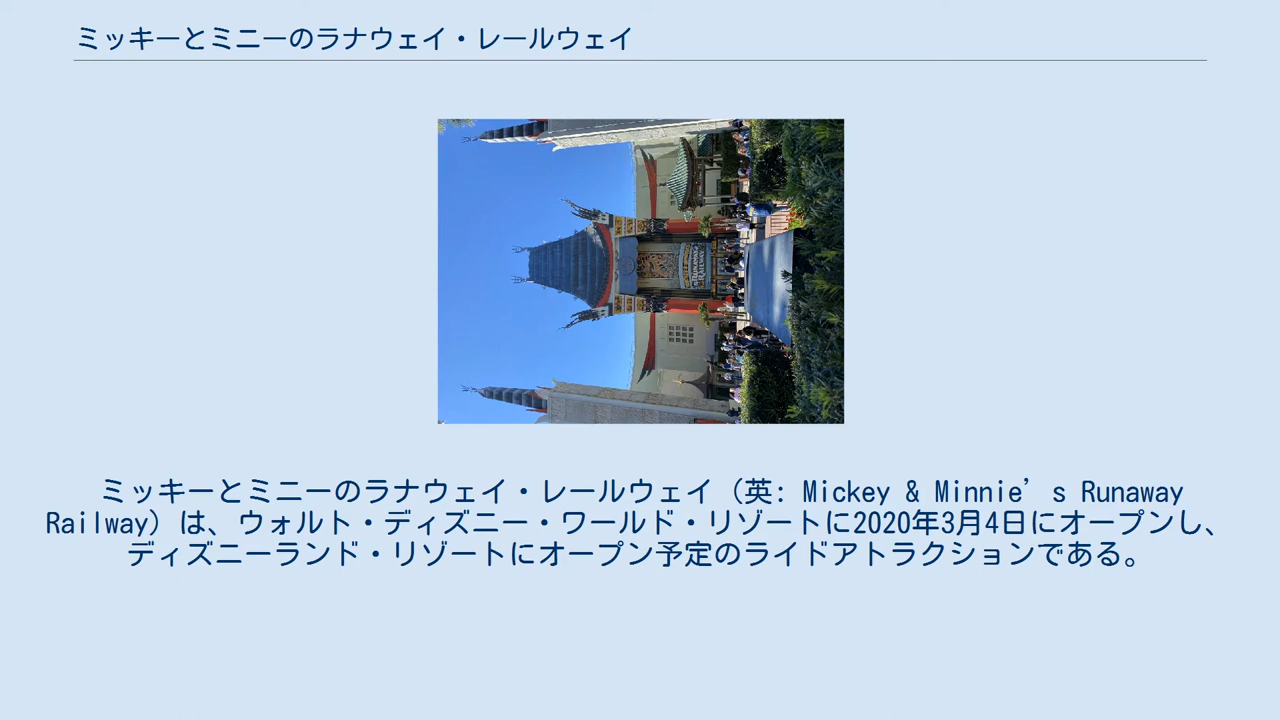 ミッキーとミニーのラナウェイ・レールウェイ
RUNAWAY
RAILWAY
ミッキーとミニーのラナウェイ・レールウェイ（英: Mickey & Minnie’s Runaway
Railway）は、ウォルト・ディズニー・ワールド・リゾートに2020年3月4日にオープンし、
ディズニーランド・リゾートにオープン予定のライドアトラクションである。